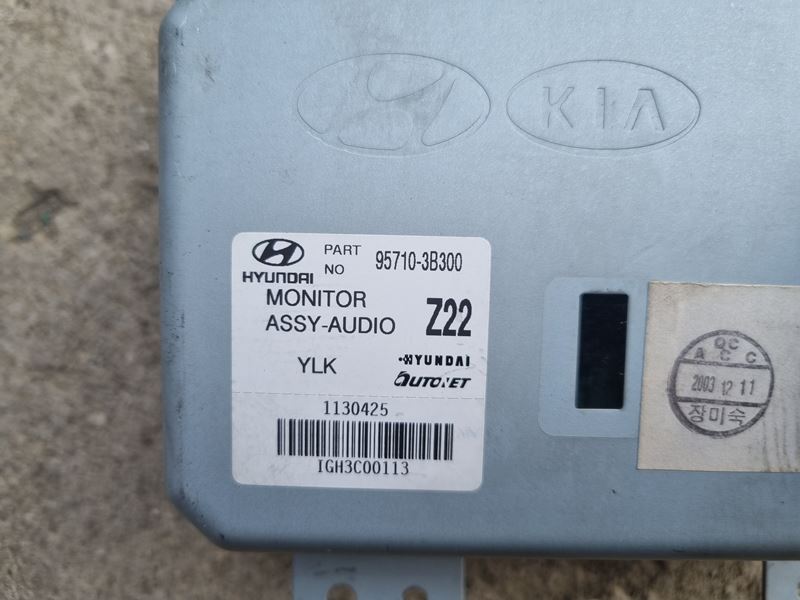 KIA
HYUNDAI
PART NO 95710-3B300
MONITOR
ASSY-AUDIO Z22
YLK
HYUNDAI
AUTONET
1130425
IGH3C00113
QC
ACC
2003 12 11
장미숙